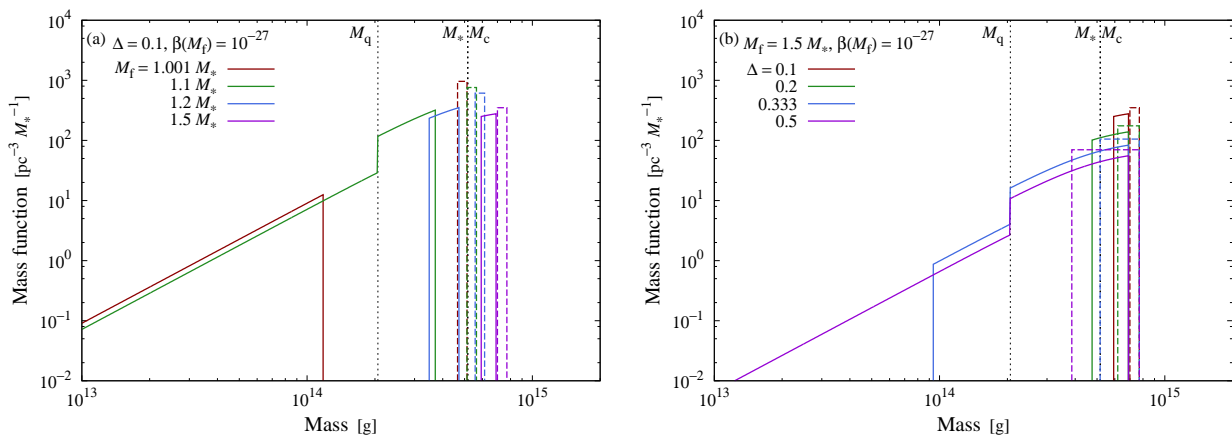 (a) Δ = 0.1, β(M_f) = 10^−27
M_f = 1.001 M_*
1.1 M_*
1.2 M_*
1.5 M_*
M_q
M_*
M_c
10^4
10^3
10^2
10^1
10^0
10^−1
10^−2
Mass function [pc^−3 M_*^−1]
10^13
10^14
10^15
Mass [g]
(b) M_f = 1.5 M_*, β(M_f) = 10^−27
Δ = 0.1
0.2
0.333
0.5
M_q
M_*
M_c
10^4
10^3
10^2
10^1
10^0
10^−1
10^−2
Mass function [pc^−3 M_*^−1]
10^13
10^14
10^15
Mass [g]